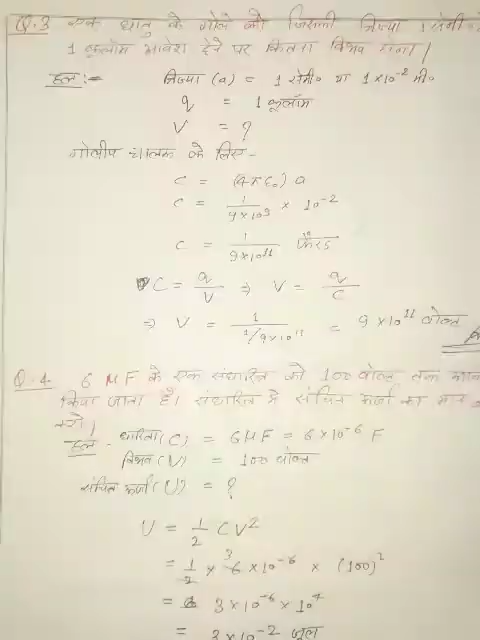 Q.3 एक धातु के गोले को जिसकी त्रिज्या 1 सेमी०
1 कूलॉम आवेश देने पर कितना विभव होगा।
हल :- त्रिज्या (a) = 1 सेमी० या 1×10⁻² मी०
q = 1 कूलॉम
V = ?
गोलीय चालक के लिए-
C = (4πε₀) a
C = 1/9×10⁹ × 10⁻²
C = 1/9×10¹¹ फैरड
C = q/V ⇒ V = q/C
⇒ V = 1/(1/9×10¹¹) = 9×10¹¹ वोल्ट
Q.4. 6 μF के एक संधारित्र को 100 वोल्ट तक
किया जाता है। संधारित्र में संचित ऊर्जा का मान
करो।
हल - धारिता (C) = 6μF = 6×10⁻⁶ F
विभव (V) = 100 वोल्ट
संचित ऊर्जा (U) = ?
U = 1/2 CV²
= 1/2 × 6 3 ×10⁻⁶ × (100)²
= 3×10⁻⁶×10⁴
= 3×10⁻² जूल